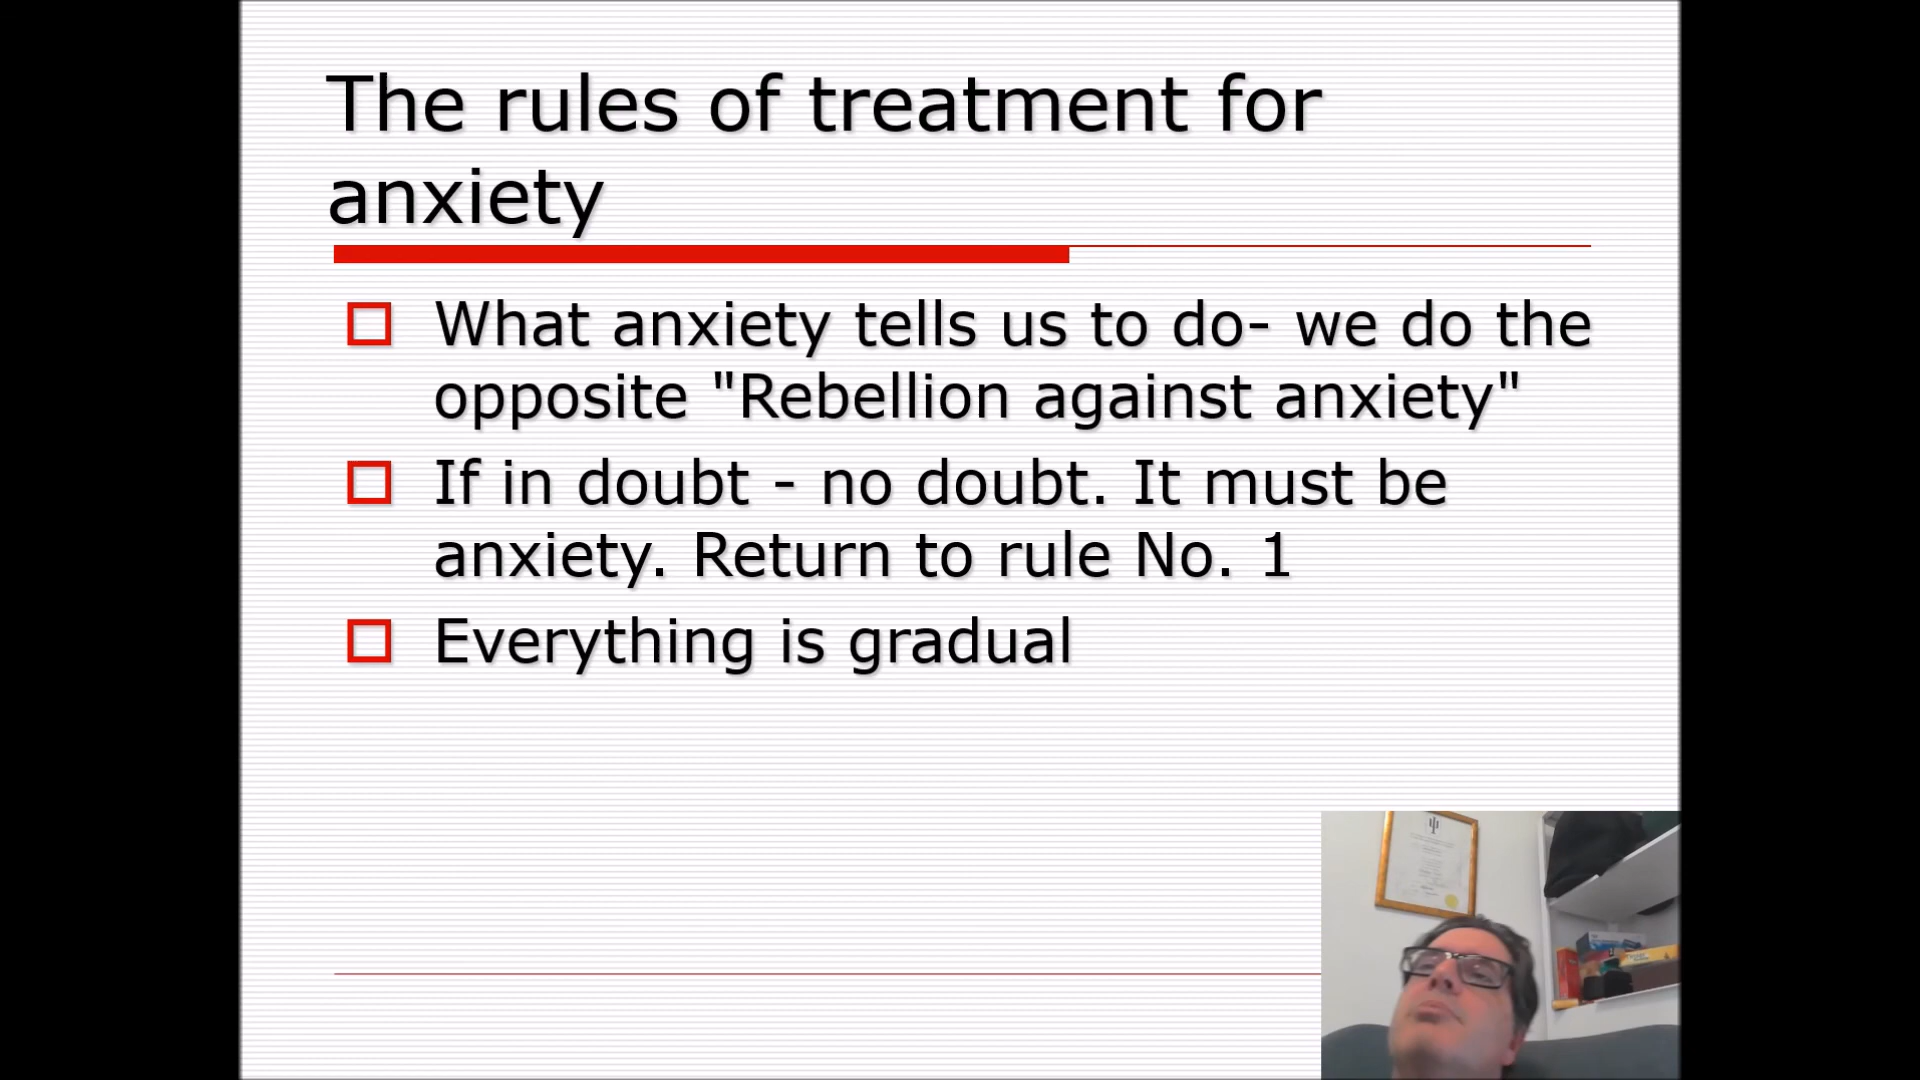 The rules of treatment for
anxiety
What anxiety tells us to do- we do the
opposite "Rebellion against anxiety"
If in doubt - no doubt. It must be
anxiety. Return to rule No. 1
Everything is gradual